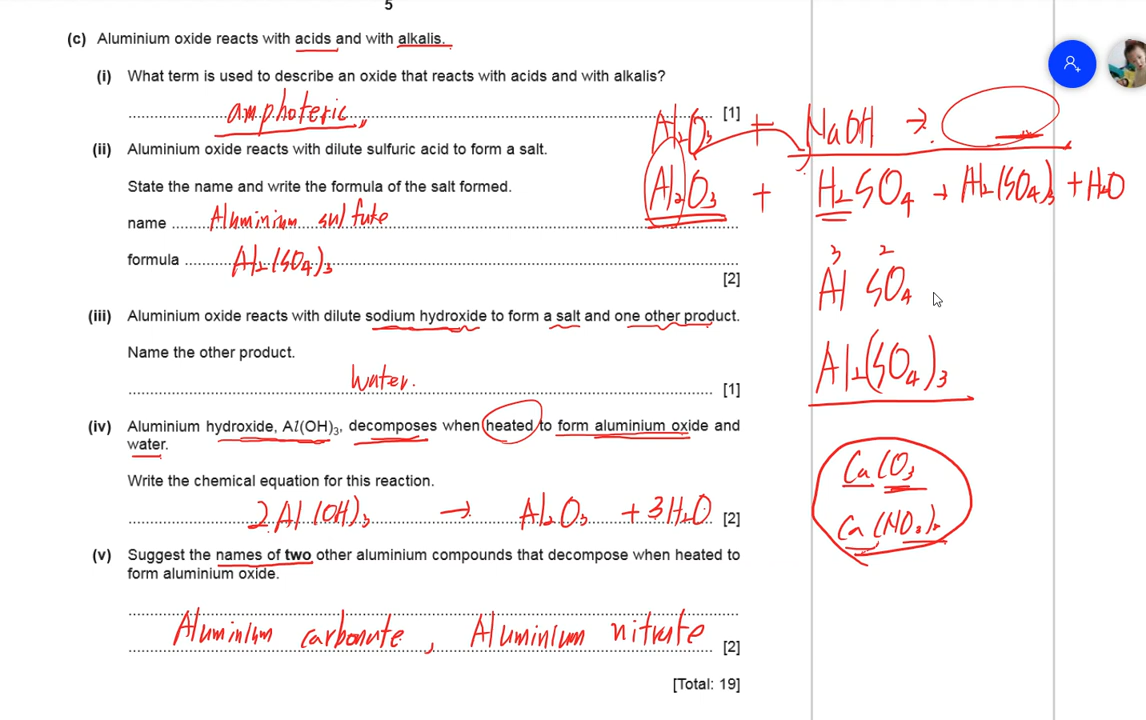 5
(c) Aluminium oxide reacts with acids and with alkalis.
(i) What term is used to describe an oxide that reacts with acids and with alkalis?
amphoteric, [1]
Al₂O₃ + NaOH →
(ii) Aluminium oxide reacts with dilute sulfuric acid to form a salt.
Al₂O₃ + H₂SO₄ → Al₂(SO₄)₃ + H₂O
State the name and write the formula of the salt formed.
name Aluminium sulfate
formula Al₂(SO₄)₃
[2]
3 2
Al SO₄
(iii) Aluminium oxide reacts with dilute sodium hydroxide to form a salt and one other product.
Name the other product.
water. [1]
Al₂(SO₄)₃
(iv) Aluminium hydroxide, Al(OH)₃, decomposes when heated to form aluminium oxide and
water.
Write the chemical equation for this reaction.
2Al(OH)₃ → Al₂O₃ + 3H₂O [2]
CaCO₃
Ca(NO₃)₂
(v) Suggest the names of two other aluminium compounds that decompose when heated to
form aluminium oxide.
Aluminium carbonate, Aluminium nitrate [2]
[Total: 19]